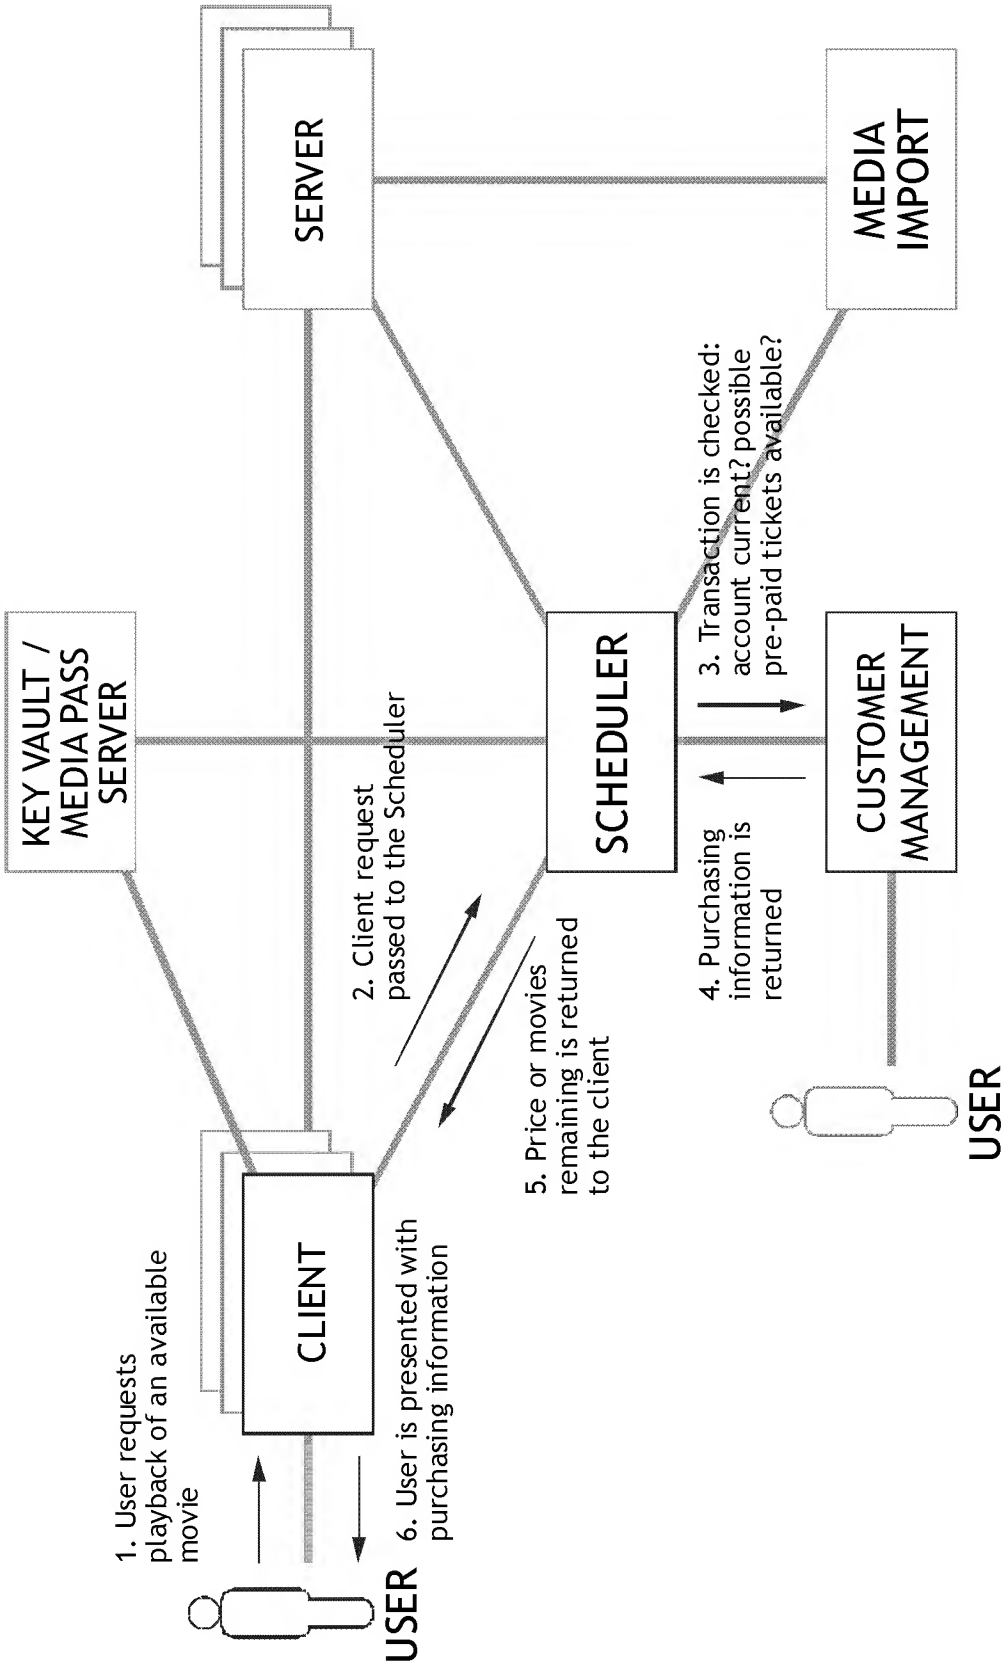 KEY VAULT /
MEDIA PASS
SERVER
1. User requests
playback of an available
movie
CLIENT
SERVER
USER
6. User is presented with
purchasing information
2. Client request
passed to the Scheduler
5. Price or movies
remaining is returned
to the client
SCHEDULER
4. Purchasing
information is
returned
3. Transaction is checked:
account current? possible
pre-paid tickets available?
USER
CUSTOMER
MANAGEMENT
MEDIA
IMPORT